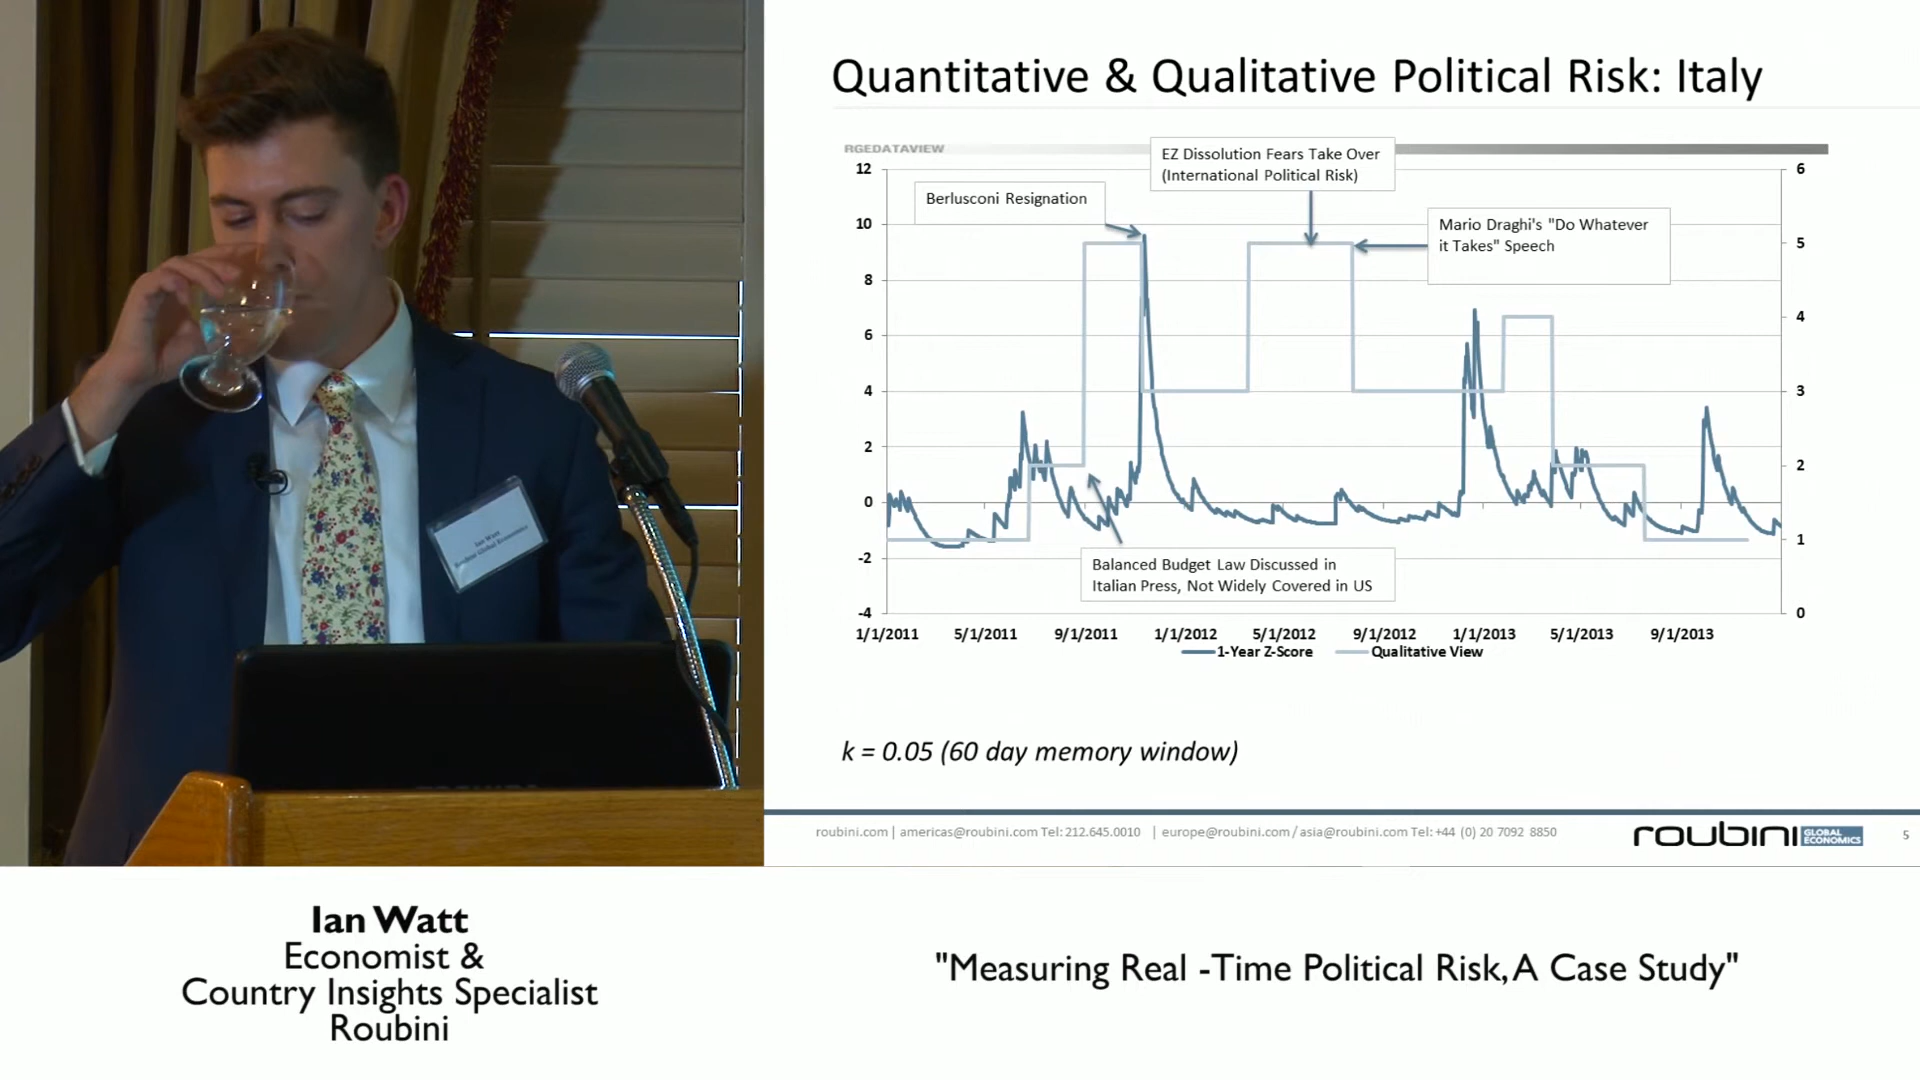 Ian Watt
Roubini Global Economics
Quantitative & Qualitative Political Risk: Italy
RGEDATAVIEW
EZ Dissolution Fears Take Over
(International Political Risk)
Berlusconi Resignation
Mario Draghi's "Do Whatever
it Takes" Speech
Balanced Budget Law Discussed in
Italian Press, Not Widely Covered in US
12
10
8
6
4
2
0
-2
-4
6
5
4
3
2
1
0
1/1/2011 5/1/2011 9/1/2011 1/1/2012 5/1/2012 9/1/2012 1/1/2013 5/1/2013 9/1/2013
1-Year Z-Score Qualitative View
k = 0.05 (60 day memory window)
roubini.com | americas@roubini.com Tel: 212.645.0010 | europe@roubini.com / asia@roubini.com Tel: +44 (0) 20 7092 8850
roubini GLOBAL ECONOMICS
5
Ian Watt
Economist &
Country Insights Specialist
Roubini
"Measuring Real -Time Political Risk, A Case Study"